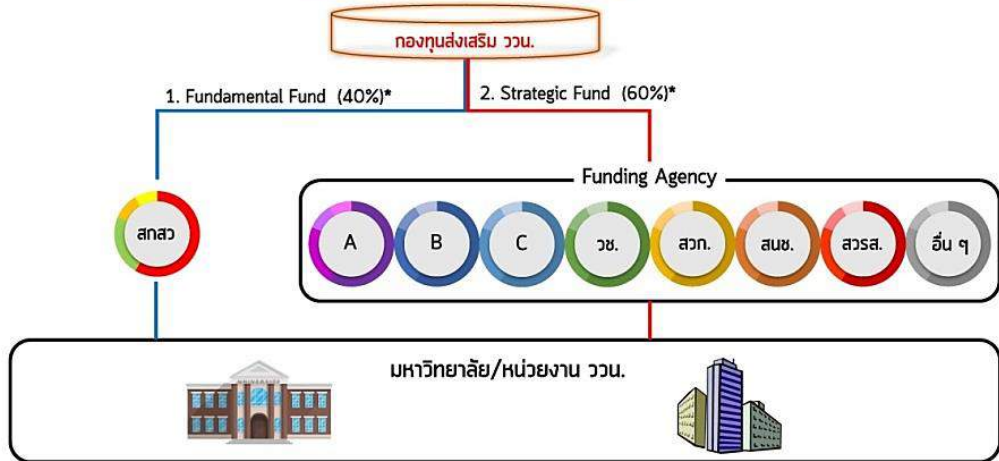 กองทุนส่งเสริม ววน.
1. Fundamental Fund (40%)*
2. Strategic Fund (60%)*
Funding Agency
สกสว
A
B
C
วช.
สวก.
สนช.
สวรส.
อื่น ๆ
มหาวิทยาลัย/หน่วยงาน ววน.